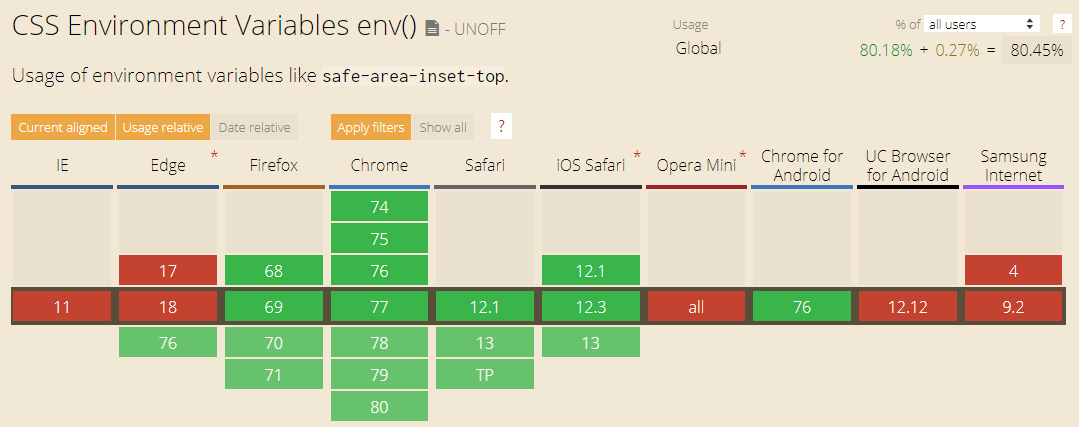 CSS Environment Variables env() - UNOFF
Usage % of all users ?
Global 80.18% + 0.27% = 80.45%
Usage of environment variables like safe-area-inset-top.
Current aligned Usage relative Date relative Apply filters Show all ?
IE Edge * Firefox Chrome Safari iOS Safari * Opera Mini * Chrome for Android UC Browser for Android Samsung Internet
74
75
17 68 76 12.1 4
11 18 69 77 12.1 12.3 all 76 12.12 9.2
76 70 78 13 13
71 79 TP
80